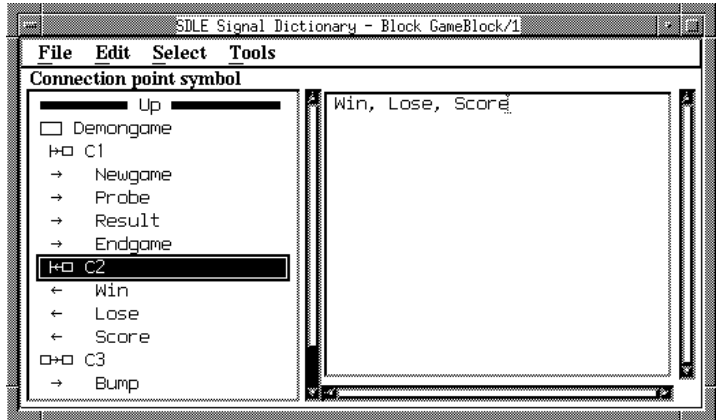 SDLE Signal Dictionary - Block GameBlock/1
File Edit Select Tools
Connection point symbol
Up
Demongame
C1
Newgame
Probe
Result
Endgame
C2
Win
Lose
Score
C3
Bump
Win, Lose, Score